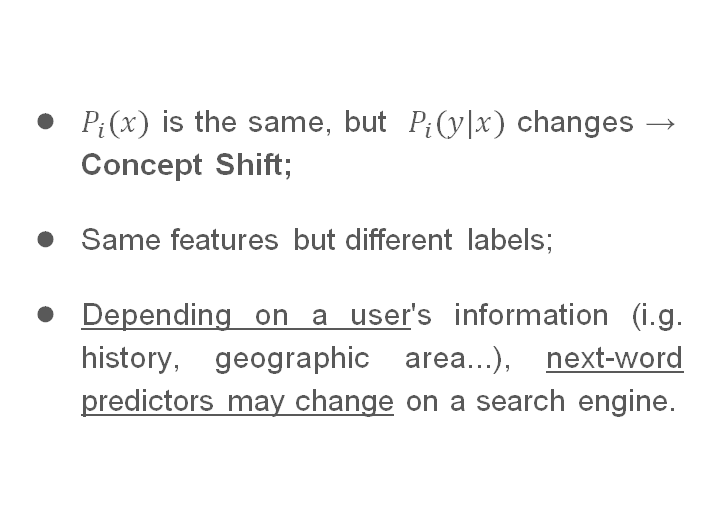 ● P_i(x) is the same, but P_i(y|x) changes →
Concept Shift;
● Same features but different labels;
● Depending on a user's information (i.g.
history, geographic area...), next-word
predictors may change on a search engine.